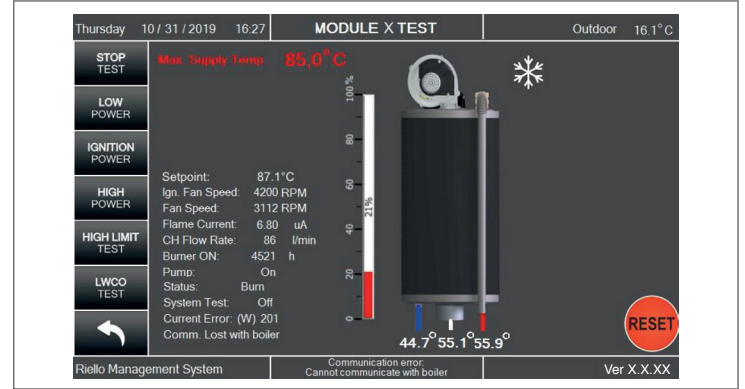 Thursday 10 / 31 / 2019 16:27 MODULE X TEST Outdoor 16.1°C
STOP
TEST
Max. Supply Temp. 85,0°C
LOW
POWER
IGNITION
POWER
HIGH
POWER
HIGH LIMIT
TEST
LWCO
TEST
Setpoint: 87.1°C
Ign. Fan Speed: 4200 RPM
Fan Speed: 3112 RPM
Flame Current: 6.80 uA
CH Flow Rate: 86 l/min
Burner ON: 4521 h
Pump: On
Status: Burn
System Test: Off
Current Error: (W) 201
Comm. Lost with boiler
100 %
80
60
40
20
0
21%
44.7° 55.1° 55.9°
RESET
Riello Management System
Communication error:
Cannot communicate with boiler
Ver X.X.XX